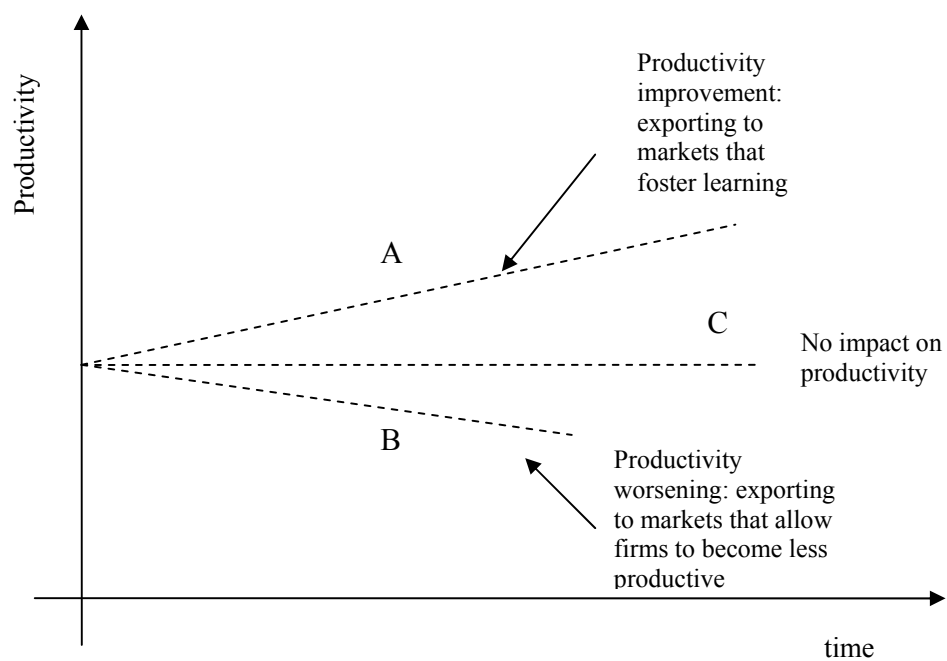 Productivity
Productivity
improvement:
exporting to
markets that
foster learning
A
C
No impact on
productivity
B
Productivity
worsening: exporting
to markets that allow
firms to become less
productive
time